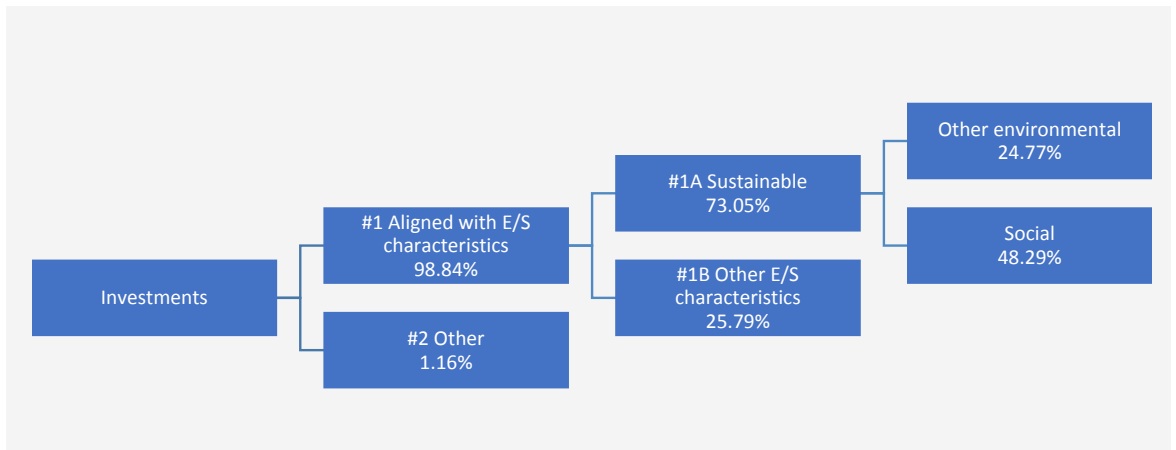 Investments
#1 Aligned with E/S
characteristics
98.84%
#2 Other
1.16%
#1A Sustainable
73.05%
#1B Other E/S
characteristics
25.79%
Other environmental
24.77%
Social
48.29%